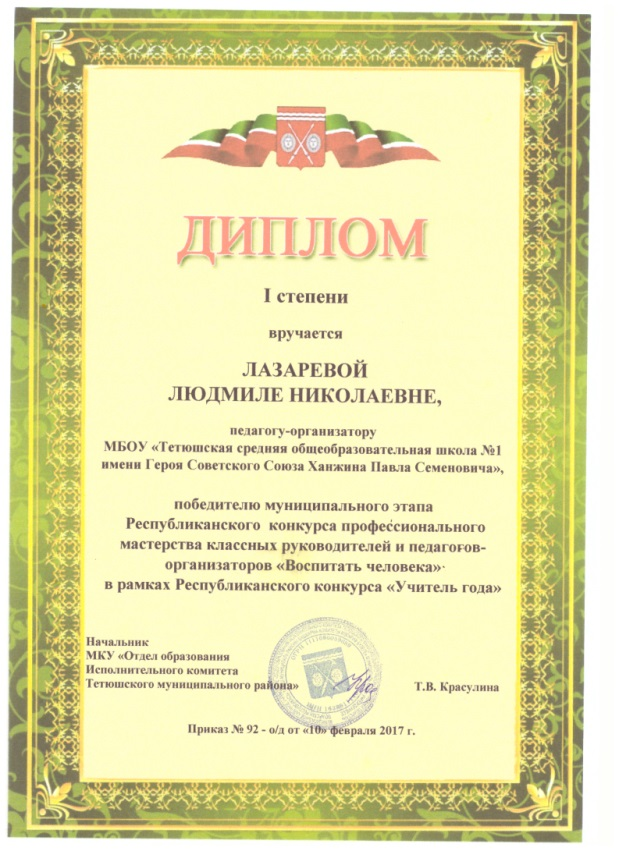 ДИПЛОМ
I степени
вручается
ЛАЗАРЕВОЙ
ЛЮДМИЛЕ НИКОЛАЕВНЕ,
педагогу-организатору
МБОУ «Тетюшская средняя общеобразовательная школа №1
имени Героя Советского Союза Ханжина Павла Семеновича»,
победителю муниципального этапа
Республиканского конкурса профессионального
мастерства классных руководителей и педагогов-
организаторов «Воспитать человека»
в рамках Республиканского конкурса «Учитель года»
Начальник
МКУ «Отдел образования
Исполнительного комитета
Тетюшского муниципального района»
Т.В. Красулина
Приказ № 92 - о/д от «10» февраля 2017 г.